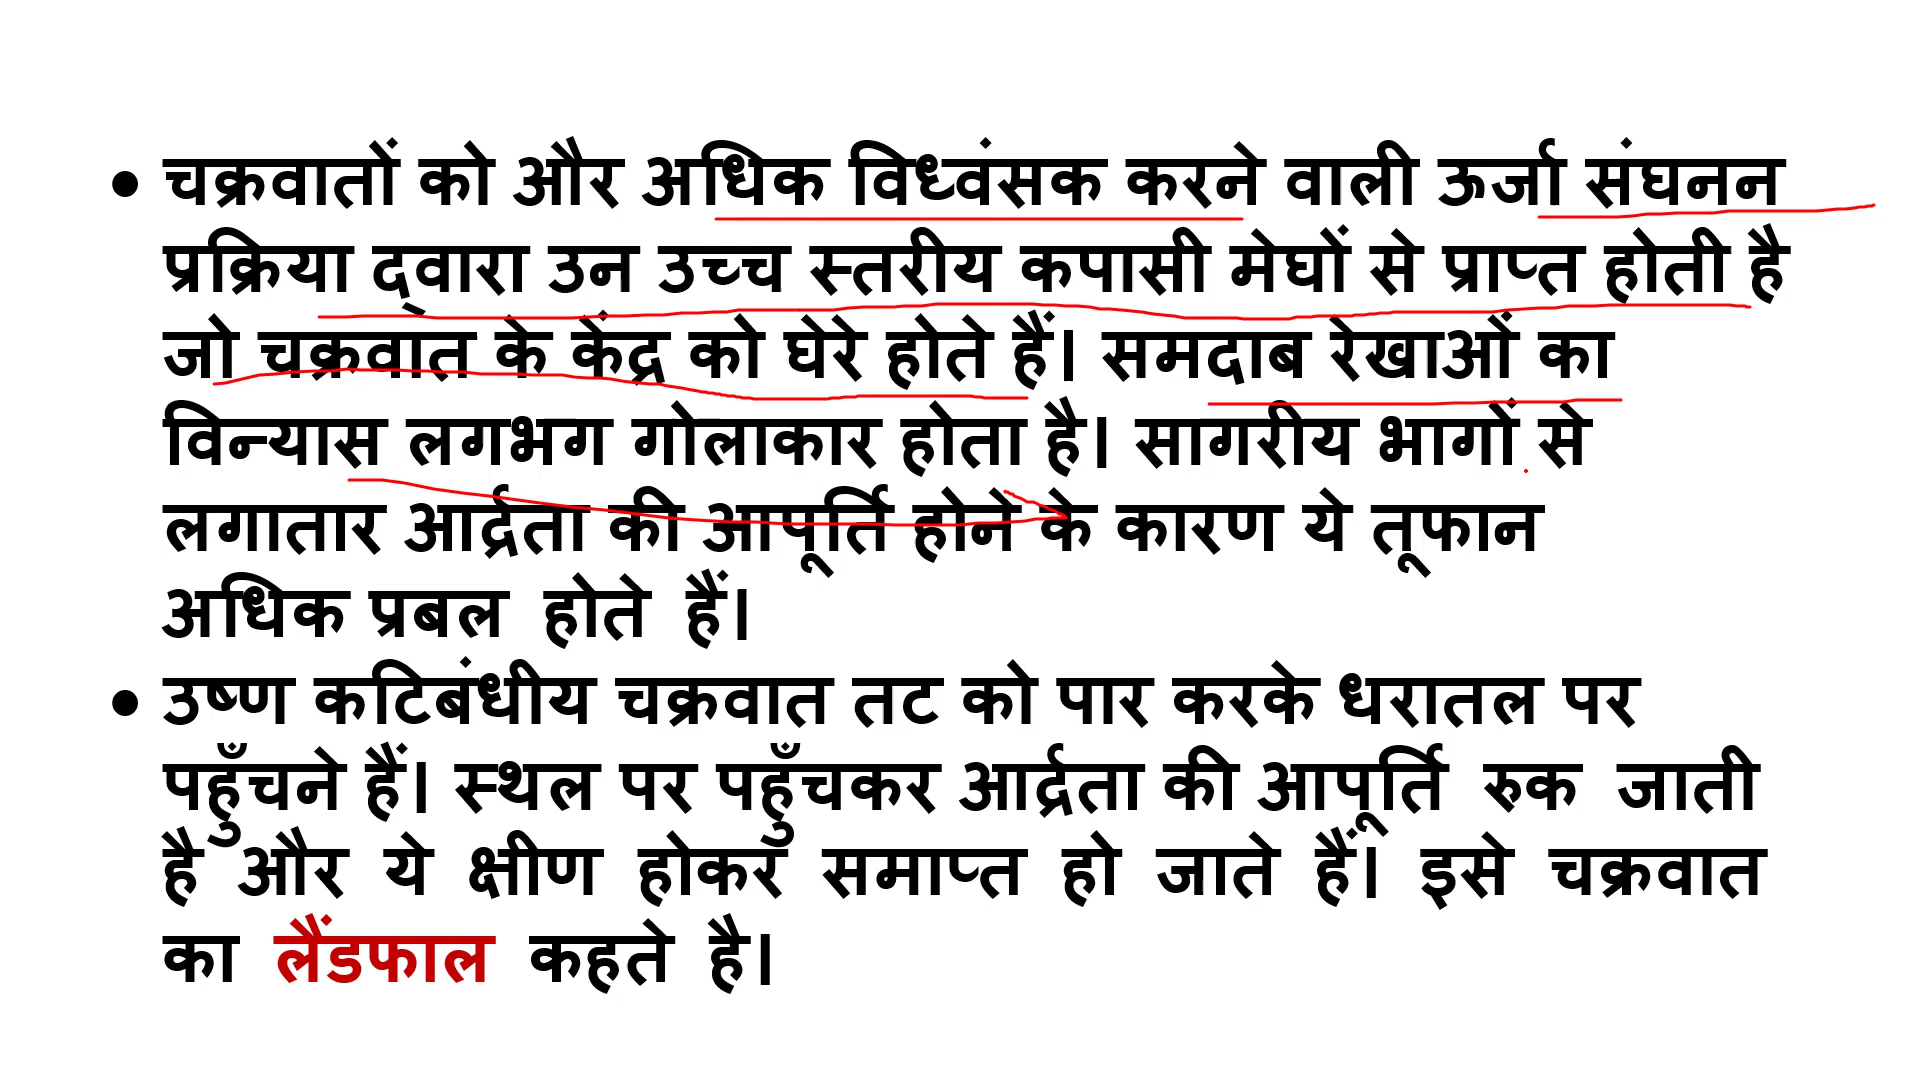 • चक्रवातों को और अधिक विध्वंसक करने वाली ऊर्जा संघनन
प्रक्रिया द्वारा उन उच्च स्तरीय कपासी मेघों से प्राप्त होती है
जो चक्रवात के केंद्र को घेरे होते हैं। समदाब रेखाओं का
विन्यास लगभग गोलाकार होता है। सागरीय भागों से
लगातार आर्द्रता की आपूर्ति होने के कारण ये तूफान
अधिक प्रबल होते हैं।
• उष्ण कटिबंधीय चक्रवात तट को पार करके धरातल पर
पहुँचने हैं। स्थल पर पहुँचकर आर्द्रता की आपूर्ति रुक जाती
है और ये क्षीण होकर समाप्त हो जाते हैं। इसे चक्रवात
का लैंडफाल कहते है।